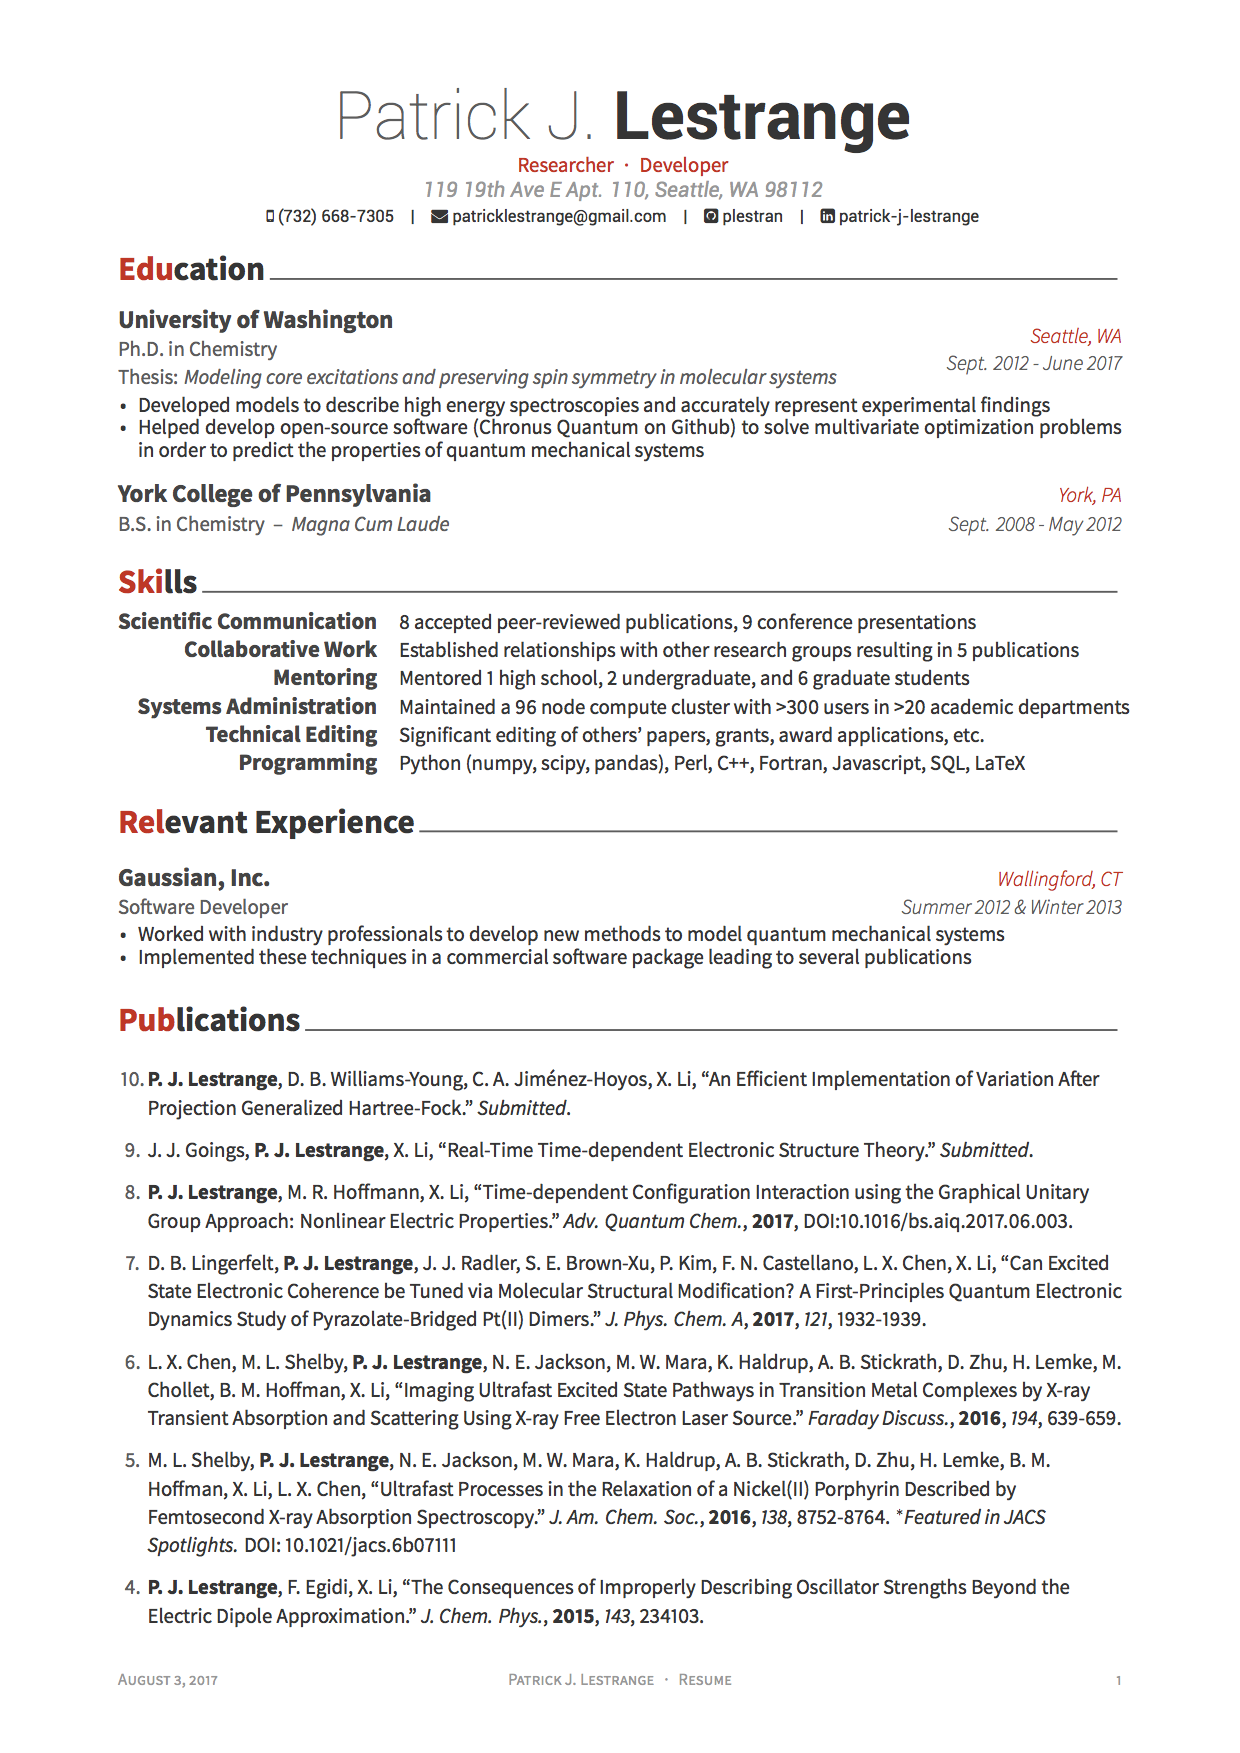 Patrick J. Lestrange
Researcher · Developer
119 19th Ave E Apt. 110, Seattle, WA 98112
(732) 668-7305 | patricklestrange@gmail.com | plestran | patrick-j-lestrange
Education
University of Washington
Seattle, WA
Ph.D. in Chemistry
Sept. 2012 - June 2017
Thesis: Modeling core excitations and preserving spin symmetry in molecular systems
• Developed models to describe high energy spectroscopies and accurately represent experimental findings
• Helped develop open-source software (Chronus Quantum on Github) to solve multivariate optimization problems
in order to predict the properties of quantum mechanical systems
York College of Pennsylvania York, PA
B.S. in Chemistry – Magna Cum Laude Sept. 2008 - May 2012
Skills
Scientific Communication 8 accepted peer-reviewed publications, 9 conference presentations
Collaborative Work Established relationships with other research groups resulting in 5 publications
Mentoring Mentored 1 high school, 2 undergraduate, and 6 graduate students
Systems Administration Maintained a 96 node compute cluster with >300 users in >20 academic departments
Technical Editing Significant editing of others’ papers, grants, award applications, etc.
Programming Python (numpy, scipy, pandas), Perl, C++, Fortran, Javascript, SQL, LaTeX
Relevant Experience
Gaussian, Inc. Wallingford, CT
Software Developer Summer 2012 & Winter 2013
• Worked with industry professionals to develop new methods to model quantum mechanical systems
• Implemented these techniques in a commercial software package leading to several publications
Publications
10. P. J. Lestrange, D. B. Williams-Young, C. A. Jiménez-Hoyos, X. Li, “An Efficient Implementation of Variation After
Projection Generalized Hartree-Fock.” Submitted.
9. J. J. Goings, P. J. Lestrange, X. Li, “Real-Time Time-dependent Electronic Structure Theory.” Submitted.
8. P. J. Lestrange, M. R. Hoffmann, X. Li, “Time-dependent Configuration Interaction using the Graphical Unitary
Group Approach: Nonlinear Electric Properties.” Adv. Quantum Chem., 2017, DOI:10.1016/bs.aiq.2017.06.003.
7. D. B. Lingerfelt, P. J. Lestrange, J. J. Radler, S. E. Brown-Xu, P. Kim, F. N. Castellano, L. X. Chen, X. Li, “Can Excited
State Electronic Coherence be Tuned via Molecular Structural Modification? A First-Principles Quantum Electronic
Dynamics Study of Pyrazolate-Bridged Pt(II) Dimers.” J. Phys. Chem. A, 2017, 121, 1932-1939.
6. L. X. Chen, M. L. Shelby, P. J. Lestrange, N. E. Jackson, M. W. Mara, K. Haldrup, A. B. Stickrath, D. Zhu, H. Lemke, M.
Chollet, B. M. Hoffman, X. Li, “Imaging Ultrafast Excited State Pathways in Transition Metal Complexes by X-ray
Transient Absorption and Scattering Using X-ray Free Electron Laser Source.” Faraday Discuss., 2016, 194, 639-659.
5. M. L. Shelby, P. J. Lestrange, N. E. Jackson, M. W. Mara, K. Haldrup, A. B. Stickrath, D. Zhu, H. Lemke, B. M.
Hoffman, X. Li, L. X. Chen, “Ultrafast Processes in the Relaxation of a Nickel(II) Porphyrin Described by
Femtosecond X-ray Absorption Spectroscopy.” J. Am. Chem. Soc., 2016, 138, 8752-8764. *Featured in JACS
Spotlights. DOI: 10.1021/jacs.6b07111
4. P. J. Lestrange, F. Egidi, X. Li, “The Consequences of Improperly Describing Oscillator Strengths Beyond the
Electric Dipole Approximation.” J. Chem. Phys., 2015, 143, 234103.
August 3, 2017 Patrick J. Lestrange · Resume 1